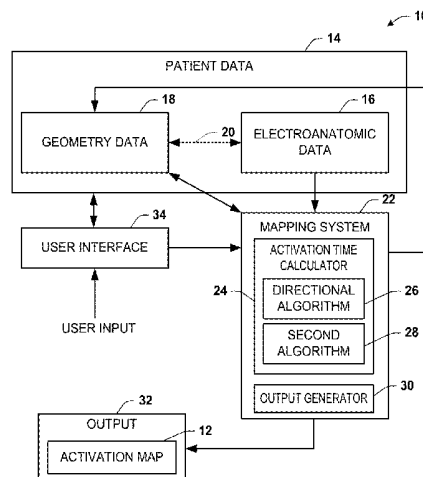 10
14
PATIENT DATA
18
16
GEOMETRY DATA
20
ELECTROANATOMIC
DATA
34
22
USER INTERFACE
MAPPING SYSTEM
ACTIVATION TIME
CALCULATOR
24
DIRECTIONAL
ALGORITHM
26
USER INPUT
SECOND
ALGORITHM
28
30
OUTPUT GENERATOR
32
OUTPUT
12
ACTIVATION MAP